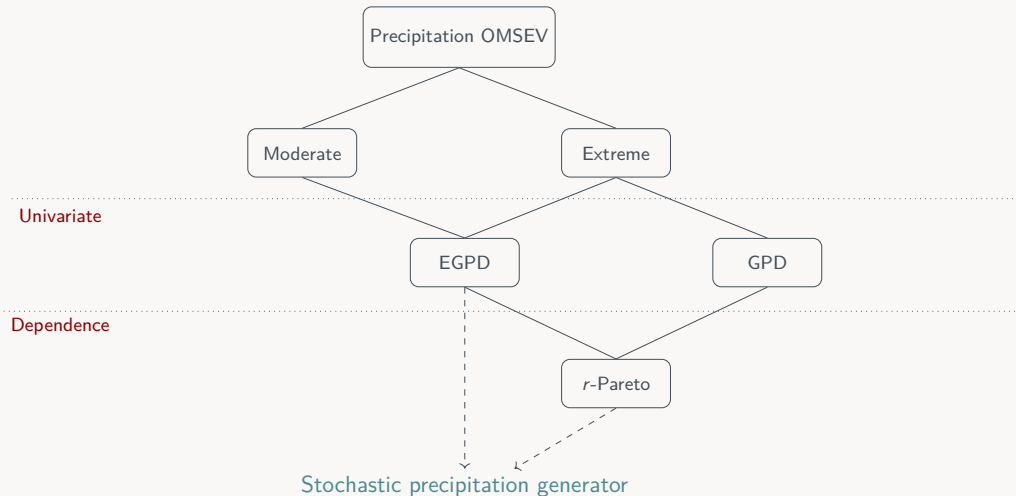 Precipitation OMSEV
Moderate
Extreme
Univariate
EGPD
GPD
Dependence
r-Pareto
Stochastic precipitation generator